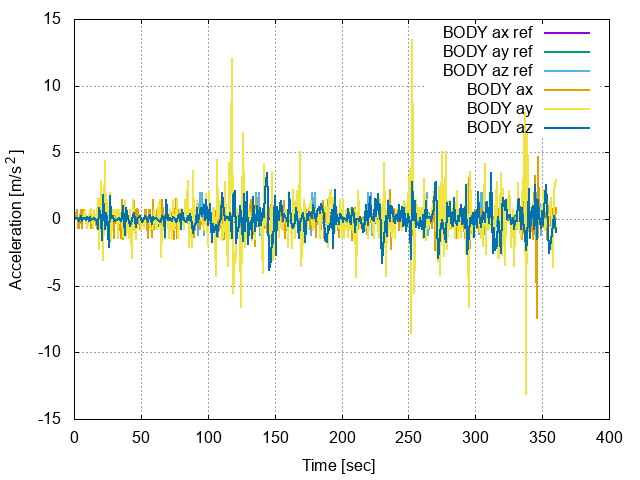 15
10
5
0
-5
-10
-15
0 50 100 150 200 250 300 350 400
Acceleration [m/s²]
Time [sec]
BODY ax ref
BODY ay ref
BODY az ref
BODY ax
BODY ay
BODY az